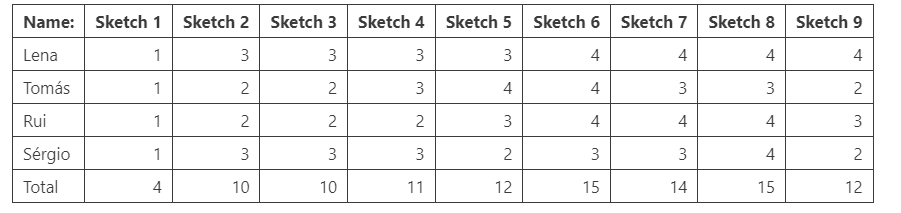 Name: Sketch 1 Sketch 2 Sketch 3 Sketch 4 Sketch 5 Sketch 6 Sketch 7 Sketch 8 Sketch 9
Lena 1 3 3 3 3 4 4 4 4
Tomás 1 2 2 3 4 4 3 3 2
Rui 1 2 2 2 3 4 4 4 3
Sérgio 1 3 3 3 2 3 3 4 2
Total 4 10 10 11 12 15 14 15 12